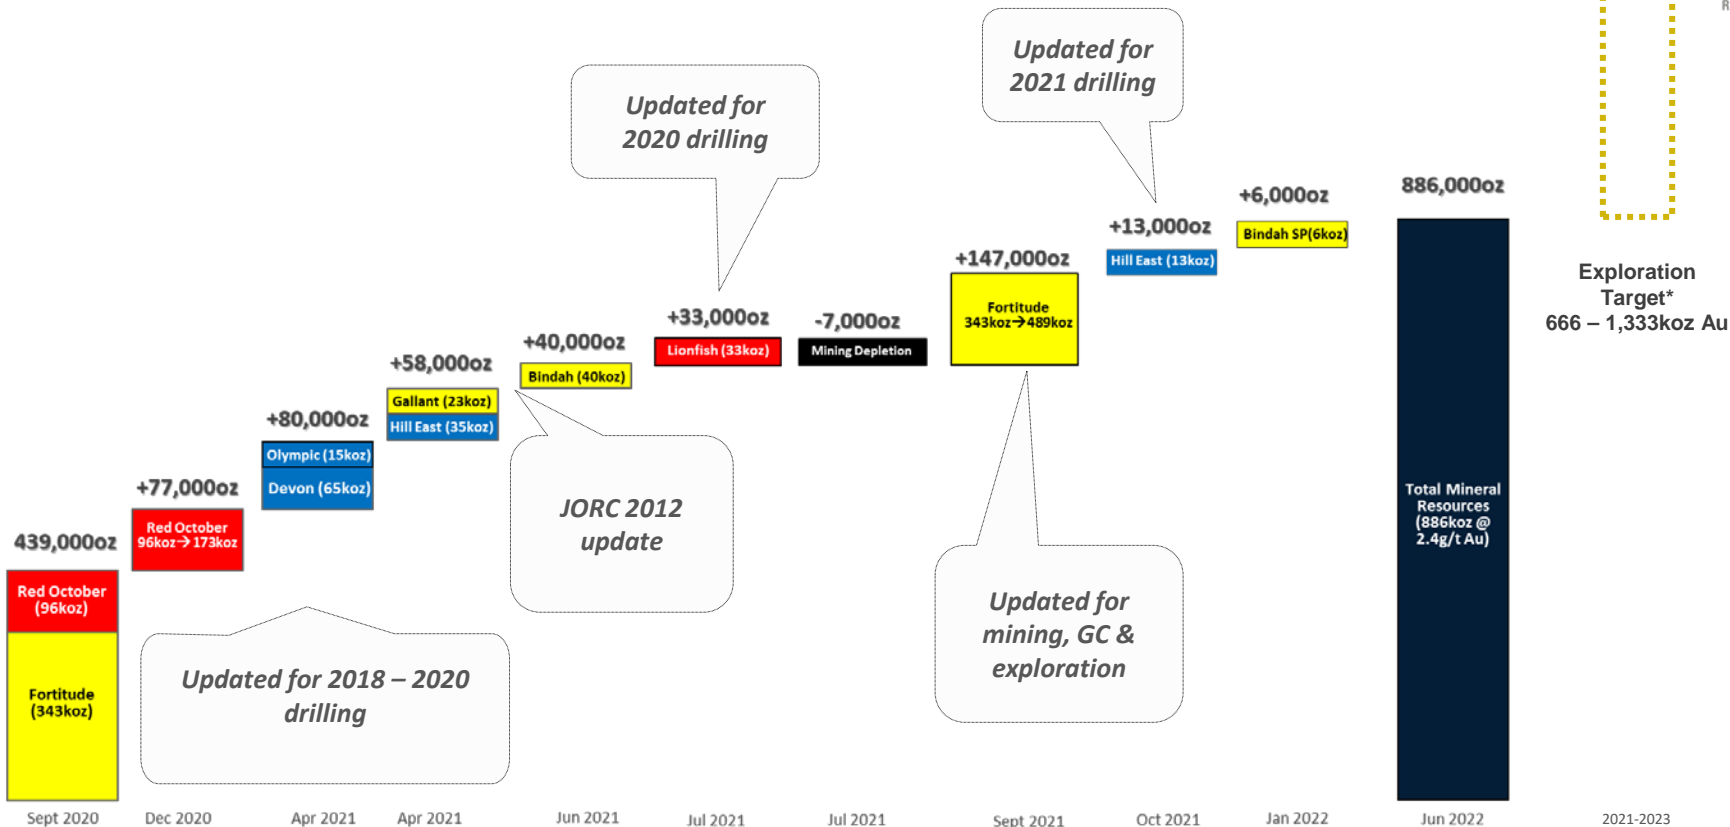 R
Updated for
2021 drilling
Updated for
2020 drilling
+6,000oz
Bindah SP(6koz)
886,000oz
+13,000oz
Hill East (13koz)
+147,000oz
Fortitude
343koz→489koz
Exploration
Target*
666 – 1,333koz Au
+33,000oz
Lionfish (33koz)
-7,000oz
Mining Depletion
+40,000oz
Bindah (40koz)
+58,000oz
Gallant (23koz)
Hill East (35koz)
+80,000oz
Olympic (15koz)
Devon (65koz)
+77,000oz
Red October
96koz→173koz
439,000oz
Red October
(96koz)
Fortitude
(343koz)
JORC 2012
update
Total Mineral
Resources
(886koz @
2.4g/t Au)
Updated for
mining, GC &
exploration
Updated for 2018 – 2020
drilling
Sept 2020
Dec 2020
Apr 2021
Apr 2021
Jun 2021
Jul 2021
Jul 2021
Sept 2021
Oct 2021
Jan 2022
Jun 2022
2021-2023